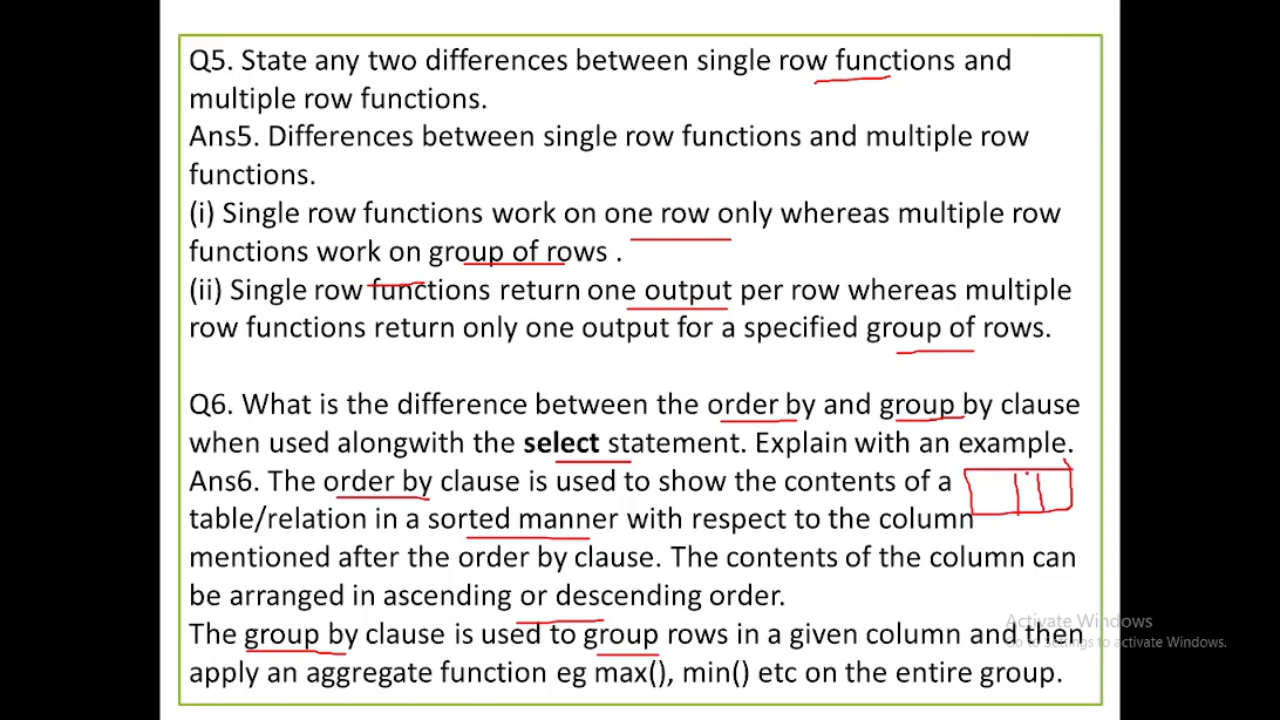 Q5. State any two differences between single row functions and
multiple row functions.
Ans5. Differences between single row functions and multiple row
functions.
(i) Single row functions work on one row only whereas multiple row
functions work on group of rows .
(ii) Single row functions return one output per row whereas multiple
row functions return only one output for a specified group of rows.
Q6. What is the difference between the order by and group by clause
when used alongwith the select statement. Explain with an example.
Ans6. The order by clause is used to show the contents of a
table/relation in a sorted manner with respect to the column
mentioned after the order by clause. The contents of the column can
be arranged in ascending or descending order.
Activate Windows
The group by clause is used to group rows in a given column and then
Go to Settings to activate Windows.
apply an aggregate function eg max(), min() etc on the entire group.